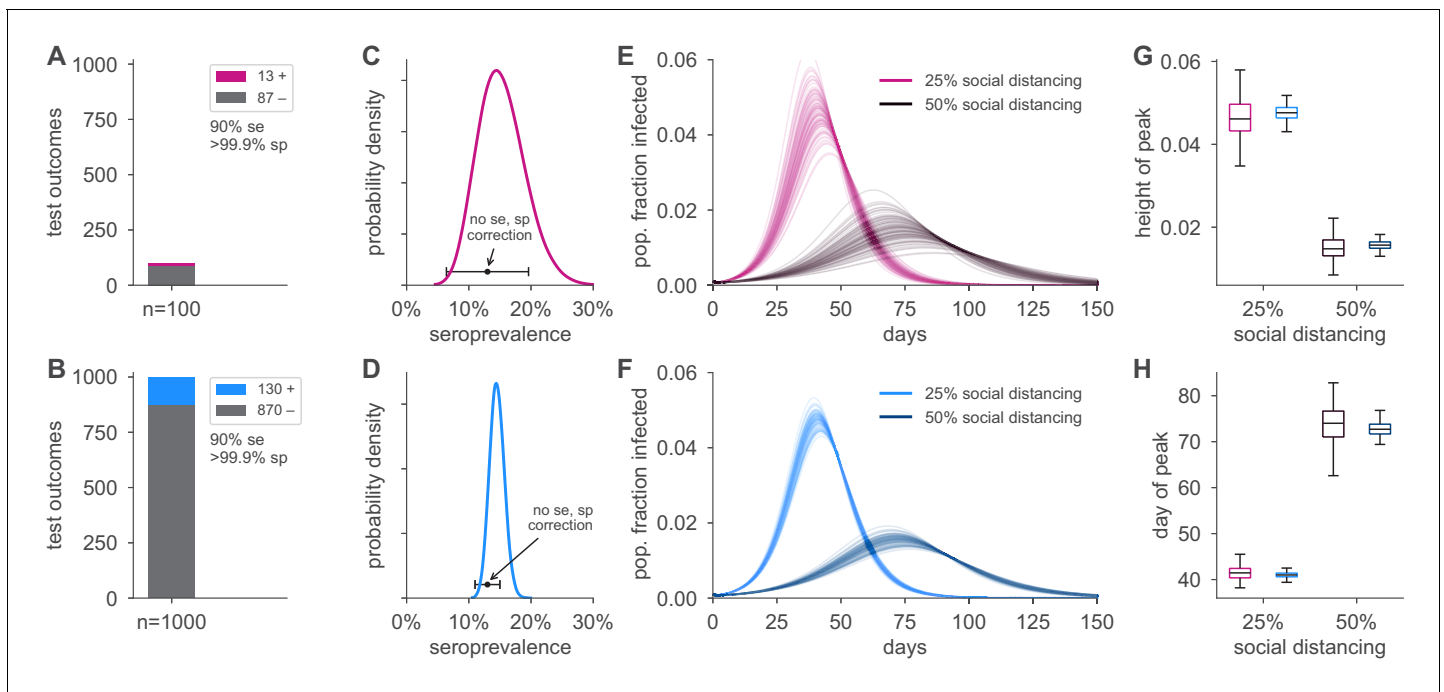 A
1000
750
500
250
0
test outcomes
13 +
87 –
90% se
>99.9% sp
n=100
C
probability density
no se, sp
correction
0% 10% 20% 30%
seroprevalence
E
0.06
0.04
0.02
0.00
pop. fraction infected
25% social distancing
50% social distancing
0 25 50 75 100 125 150
days
G
0.06
0.04
0.02
height of peak
25% 50%
social distancing
B
1000
750
500
250
0
test outcomes
130 +
870 –
90% se
>99.9% sp
n=1000
D
probability density
no se, sp
correction
0% 10% 20% 30%
seroprevalence
F
0.06
0.04
0.02
0.00
pop. fraction infected
25% social distancing
50% social distancing
0 25 50 75 100 125 150
days
H
80
70
60
50
40
day of peak
25% 50%
social distancing